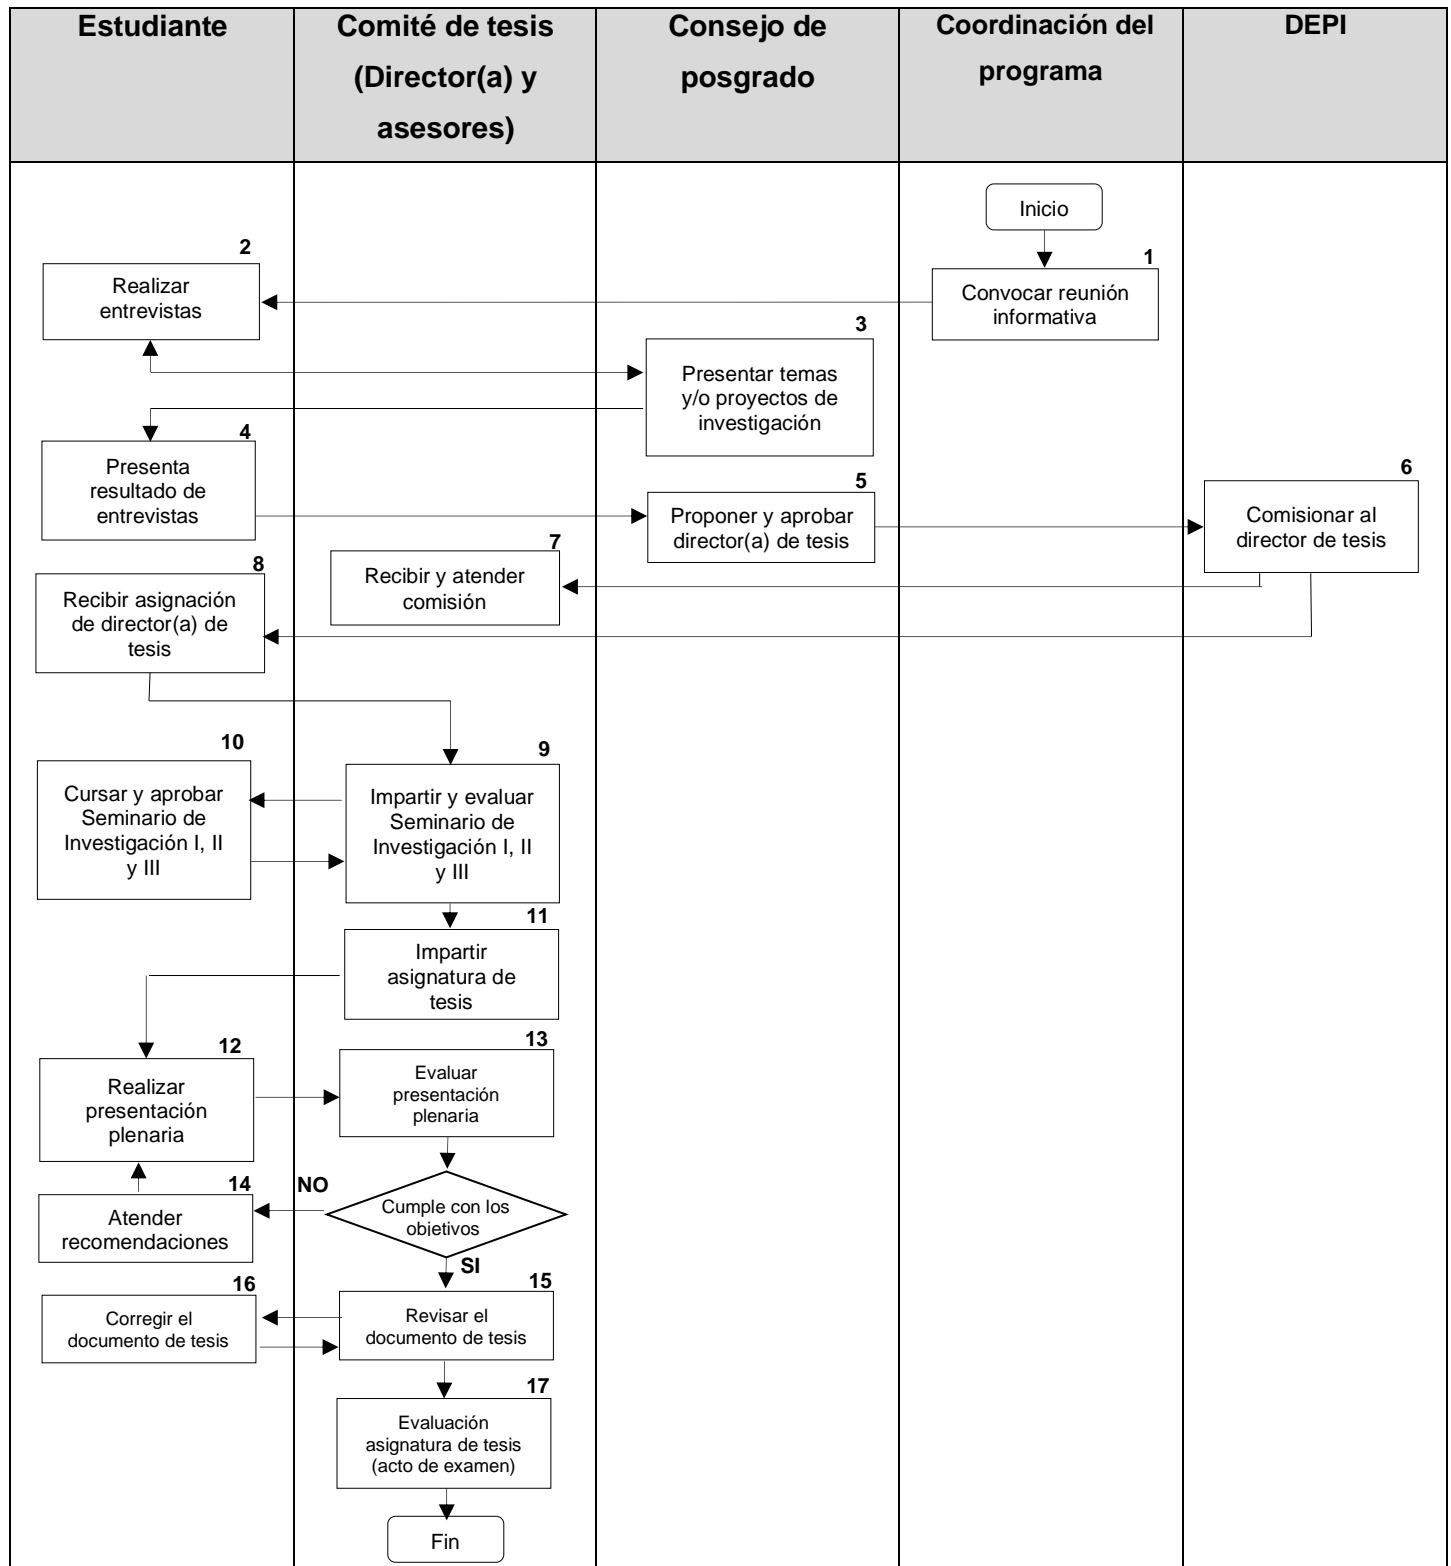 Estudiante
Comité de tesis
(Director(a) y
asesores)
Consejo de
posgrado
Coordinación del
programa
DEPI
Inicio
1
Convocar reunión
informativa
2
Realizar
entrevistas
3
Presentar temas
y/o proyectos de
investigación
4
Presenta
resultado de
entrevistas
5
Proponer y aprobar
director(a) de tesis
6
Comisionar al
director de tesis
7
Recibir y atender
comisión
8
Recibir asignación
de director(a) de
tesis
9
Impartir y evaluar
Seminario de
Investigación I, II
y III
10
Cursar y aprobar
Seminario de
Investigación I, II
y III
11
Impartir
asignatura de
tesis
12
Realizar
presentación
plenaria
13
Evaluar
presentación
plenaria
Cumple con los
objetivos
NO
14
Atender
recomendaciones
SI
15
Revisar el
documento de tesis
16
Corregir el
documento de tesis
17
Evaluación
asignatura de tesis
(acto de examen)
Fin